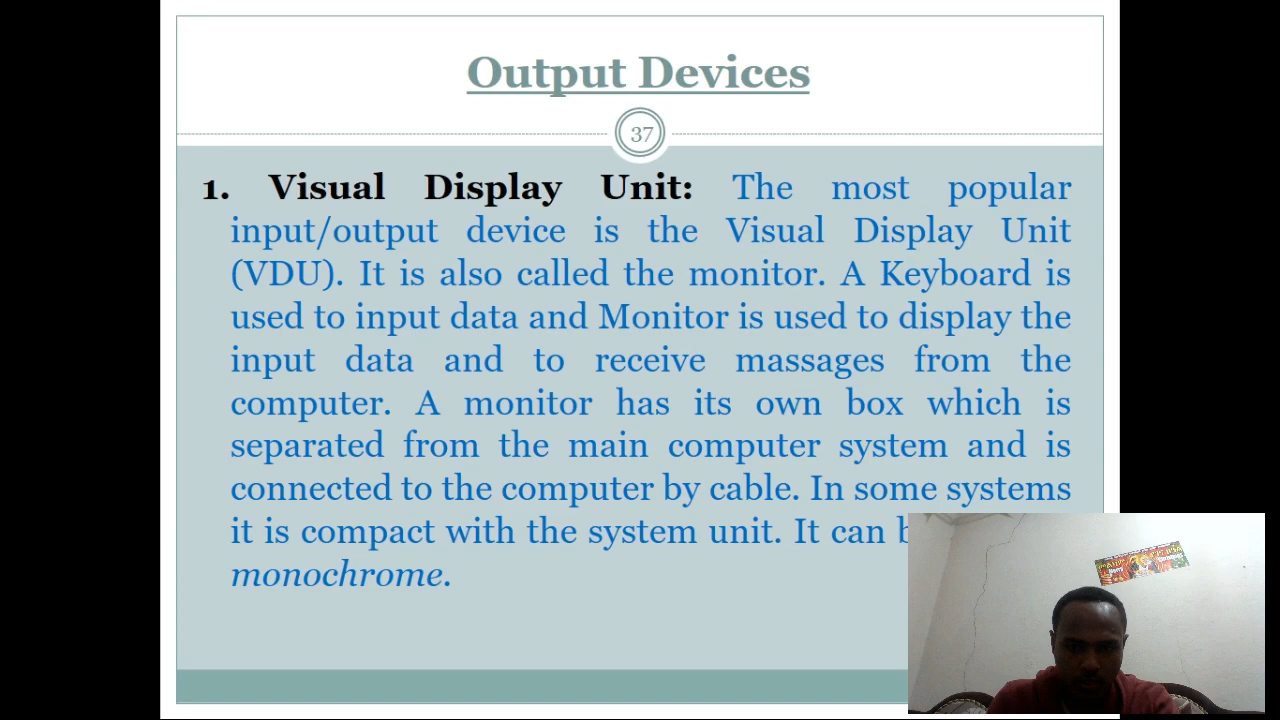 Output Devices
37
1. Visual Display Unit: The most popular
input/output device is the Visual Display Unit
(VDU). It is also called the monitor. A Keyboard is
used to input data and Monitor is used to display the
input data and to receive massages from the
computer. A monitor has its own box which is
separated from the main computer system and is
connected to the computer by cable. In some systems
it is compact with the system unit. It can
monochrome.